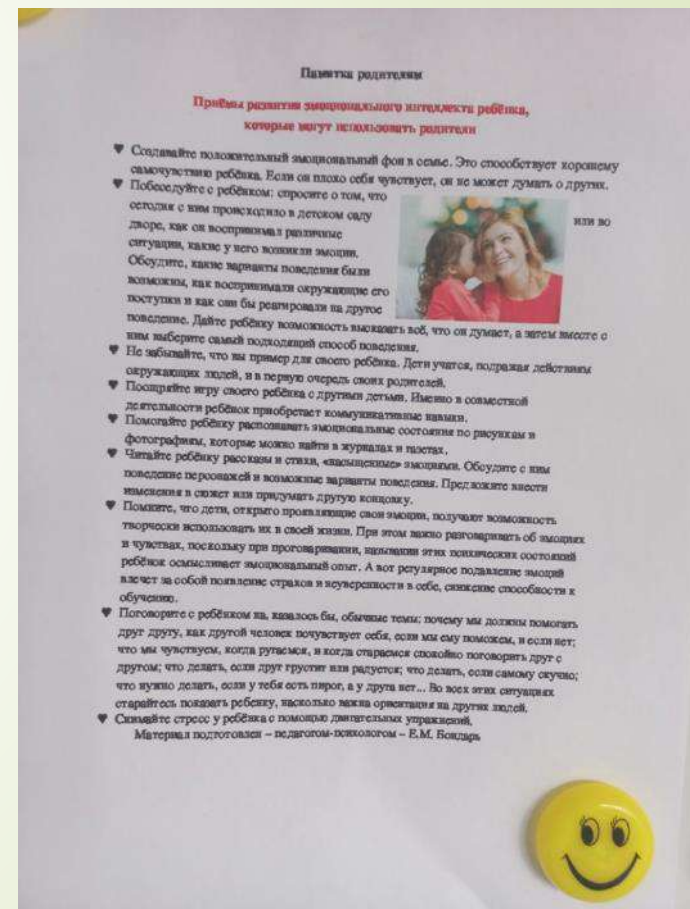 Памятка родителям
Приёмы развития эмоционального интеллекта ребёнка,
которые могут использовать родители
♥ Создавайте положительный эмоциональный фон в семье. Это способствует хорошему
самочувствию ребёнка. Если он плохо себя чувствует, он не может думать о других.
♥ Побеседуйте с ребёнком: спросите о том, что
сегодня с ним происходило в детском саду или во
дворе, как он воспринимал различные
ситуации, какие у него возникли эмоции.
Обсудите, какие варианты поведения были
возможны, как воспринимали окружающие его
поступки и как они бы реагировали на другое
поведение. Дайте ребёнку возможность высказать всё, что он думает, а затем вместе с
ним выберите самый подходящий способ поведения.
♥ Не забывайте, что вы пример для своего ребёнка. Дети учатся, подражая действиям
окружающих людей, и в первую очередь своих родителей.
♥ Поощряйте игру своего ребёнка с другими детьми. Именно в совместной
деятельности ребёнок приобретает коммуникативные навыки.
♥ Помогайте ребёнку распознавать эмоциональные состояния по рисункам и
фотографиям, которые можно найти в журналах и газетах.
♥ Читайте ребёнку рассказы и стихи, «насыщенные» эмоциями. Обсудите с ним
поведение персонажей и возможные варианты поведения. Предложите внести
изменения в сюжет или придумать другую концовку.
♥ Помните, что дети, открыто проявляющие свои эмоции, получают возможность
творчески использовать их в своей жизни. При этом важно разговаривать об эмоциях
и чувствах, поскольку при проговаривании, назывании этих психических состояний
ребёнок осмысливает эмоциональный опыт. А вот регулярное подавление эмоций
влечет за собой появление страхов и неуверенности в себе, снижение способности к
обучению.
♥ Поговорите с ребёнком на, казалось бы, обычные темы: почему мы должны помогать
друг другу, как другой человек почувствует себя, если мы ему поможем, и если нет;
что мы чувствуем, когда ругаемся, и когда стараемся спокойно поговорить друг с
другом; что делать, если друг грустит или радуется; что делать, если самому скучно;
что нужно делать, если у тебя есть пирог, а у друга нет... Во всех этих ситуациях
старайтесь показать ребенку, насколько важна ориентация на других людей.
♥ Снимайте стресс у ребёнка с помощью двигательных упражнений.
Материал подготовлен – педагогом-психологом – Е.М. Бондарь